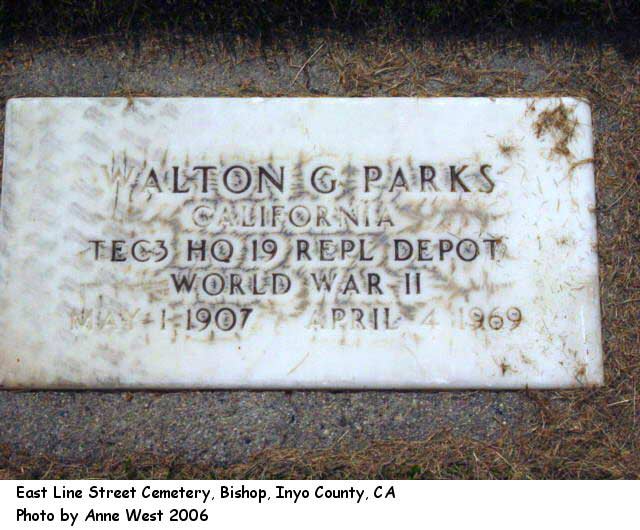 WALTON G PARKS
CALIFORNIA
TEC3 HQ 19 REPL DEPOT
WORLD WAR II
MAY 1 1907 APRIL 4 1969
East Line Street Cemetery, Bishop, Inyo County, CA
Photo by Anne West 2006